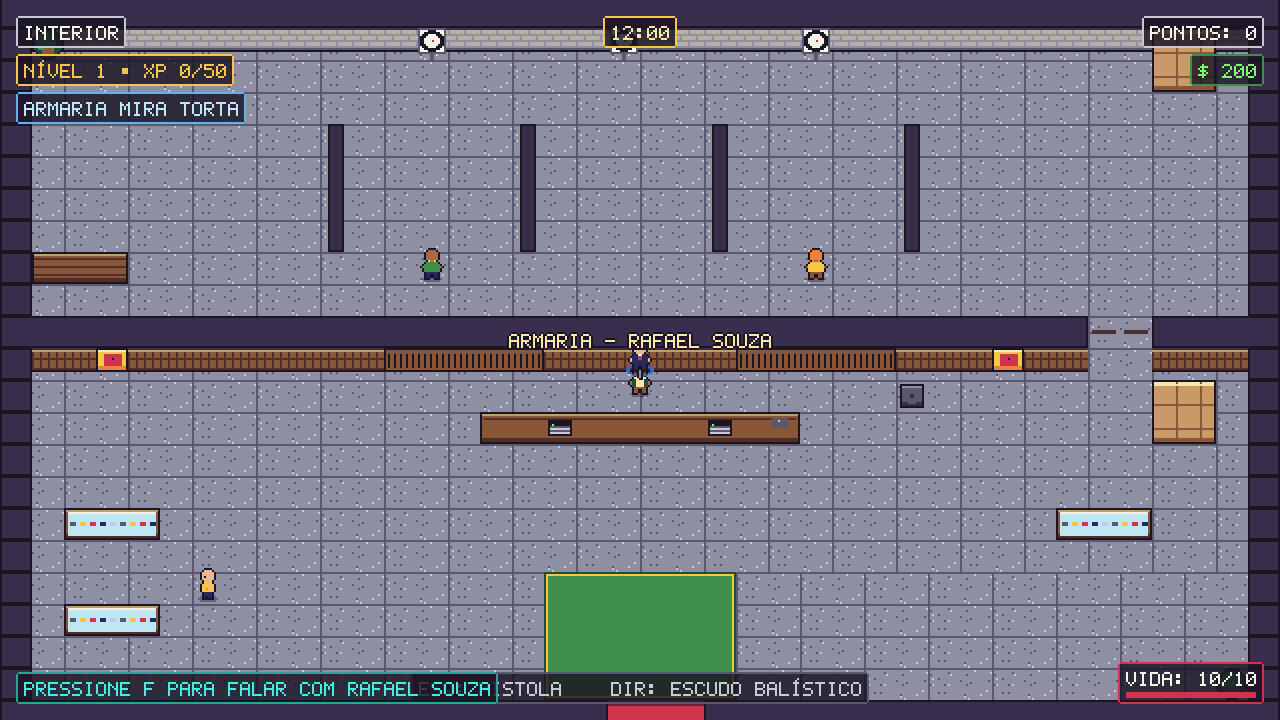 INTERIOR
12:00
PONTOS: 0
NÍVEL 1 ▪ XP 0/50
$ 200
ARMARIA MIRA TORTA
ARMARIA - RAFAEL SOUZA
PRESSIONE F PARA FALAR COM RAFAEL SOUZA
DIR: ESCUDO BALÍSTICO
VIDA: 10/10